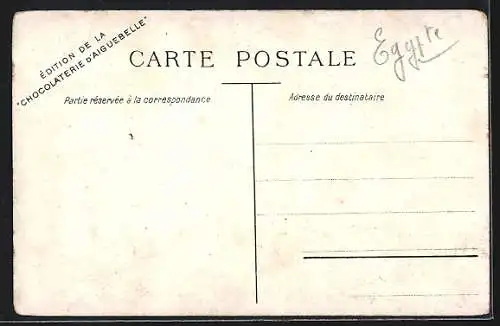 ÉDITION DE LA
"CHOCOLATERIE D'AIGUEBELLE"
CARTE POSTALE
Egypte
Partie réservée à la correspondance
Adresse du destinataire